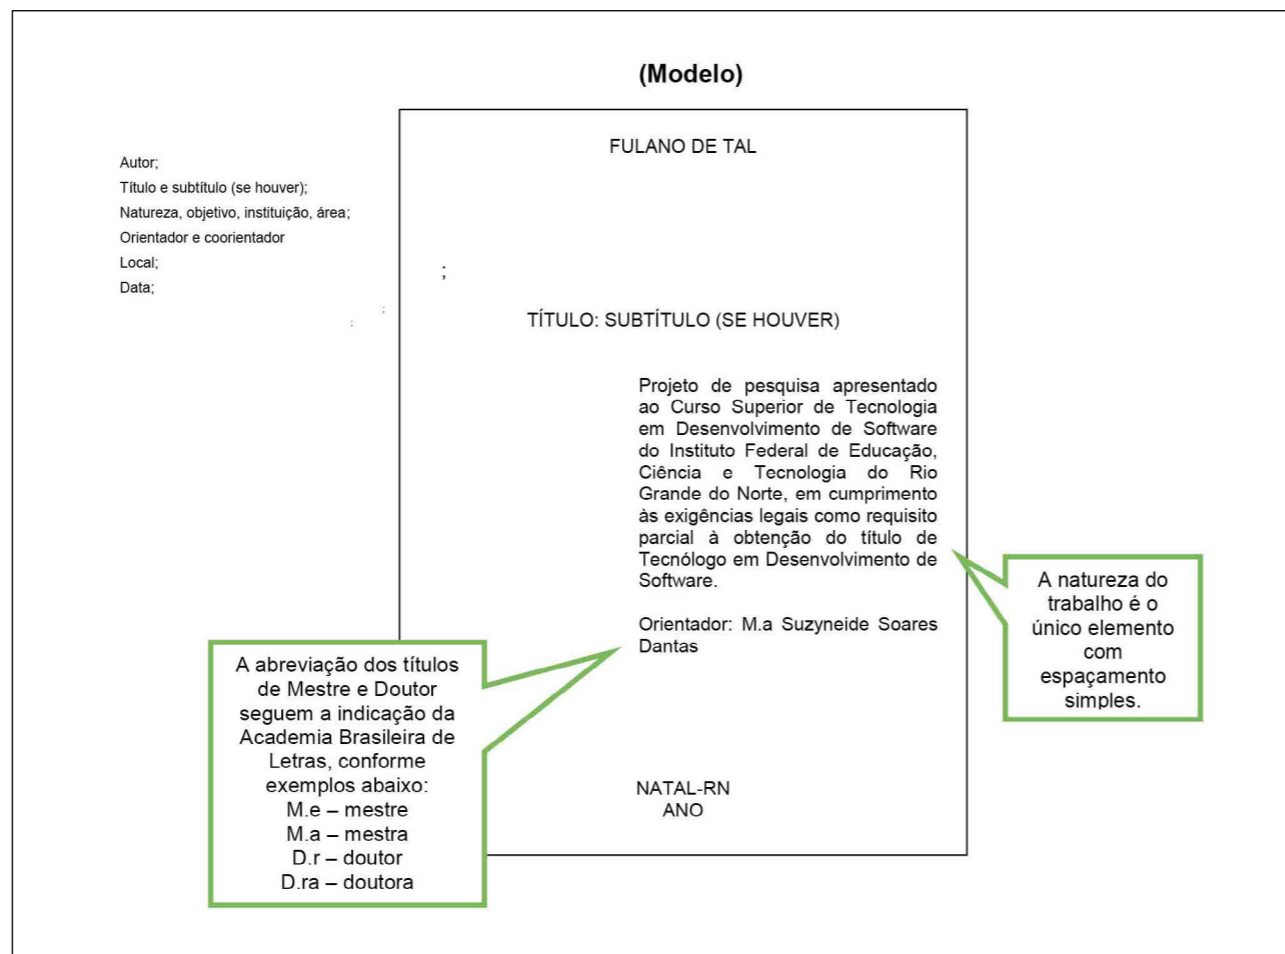 (Modelo)
Autor;
Título e subtítulo (se houver);
Natureza, objetivo, instituição, área;
Orientador e coorientador
Local;
Data;
;
;
;
FULANO DE TAL
TÍTULO: SUBTÍTULO (SE HOUVER)
Projeto de pesquisa apresentado
ao Curso Superior de Tecnologia
em Desenvolvimento de Software
do Instituto Federal de Educação,
Ciência e Tecnologia do Rio
Grande do Norte, em cumprimento
às exigências legais como requisito
parcial à obtenção do título de
Tecnólogo em Desenvolvimento de
Software.
Orientador: M.a Suzyneide Soares
Dantas
NATAL-RN
ANO
A natureza do
trabalho é o
único elemento
com
espaçamento
simples.
A abreviação dos títulos
de Mestre e Doutor
seguem a indicação da
Academia Brasileira de
Letras, conforme
exemplos abaixo:
M.e – mestre
M.a – mestra
D.r – doutor
D.ra – doutora